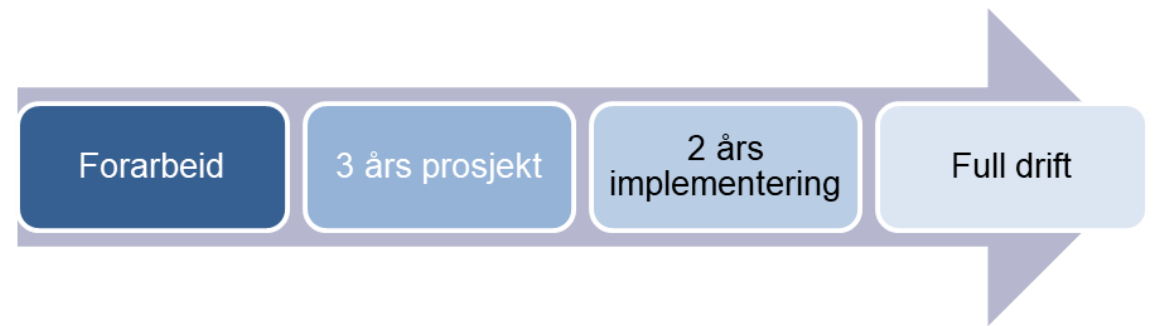 Forarbeid
3 års prosjekt
2 års
implementering
Full drift